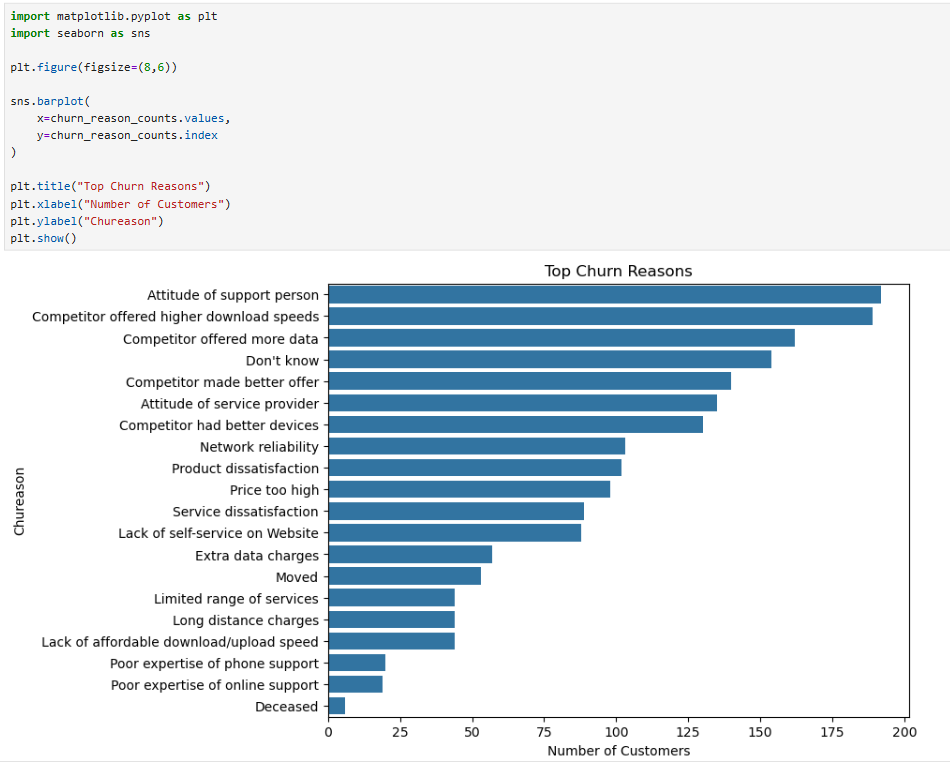 import matplotlib.pyplot as plt
import seaborn as sns
plt.figure(figsize=(8,6))
sns.barplot(
    x=churn_reason_counts.values,
    y=churn_reason_counts.index
)
plt.title("Top Churn Reasons")
plt.xlabel("Number of Customers")
plt.ylabel("Chureason")
plt.show()
Top Churn Reasons
Chureason
Attitude of support person
Competitor offered higher download speeds
Competitor offered more data
Don't know
Competitor made better offer
Attitude of service provider
Competitor had better devices
Network reliability
Product dissatisfaction
Price too high
Service dissatisfaction
Lack of self-service on Website
Extra data charges
Moved
Limited range of services
Long distance charges
Lack of affordable download/upload speed
Poor expertise of phone support
Poor expertise of online support
Deceased
0 25 50 75 100 125 150 175 200
Number of Customers